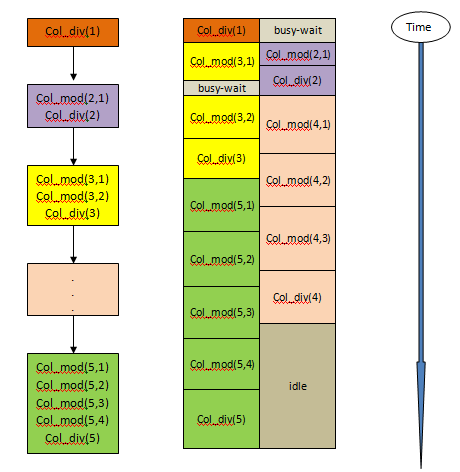 Col_div(1)
Col_mod(2,1)
Col_div(2)
Col_mod(3,1)
Col_mod(3,2)
Col_div(3)
.
.
.
Col_mod(5,1)
Col_mod(5,2)
Col_mod(5,3)
Col_mod(5,4)
Col_div(5)
Col_div(1)
Col_mod(3,1)
busy-wait
Col_mod(3,2)
Col_div(3)
Col_mod(5,1)
Col_mod(5,2)
Col_mod(5,3)
Col_mod(5,4)
Col_div(5)
busy-wait
Col_mod(2,1)
Col_div(2)
Col_mod(4,1)
Col_mod(4,2)
Col_mod(4,3)
Col_div(4)
idle
Time